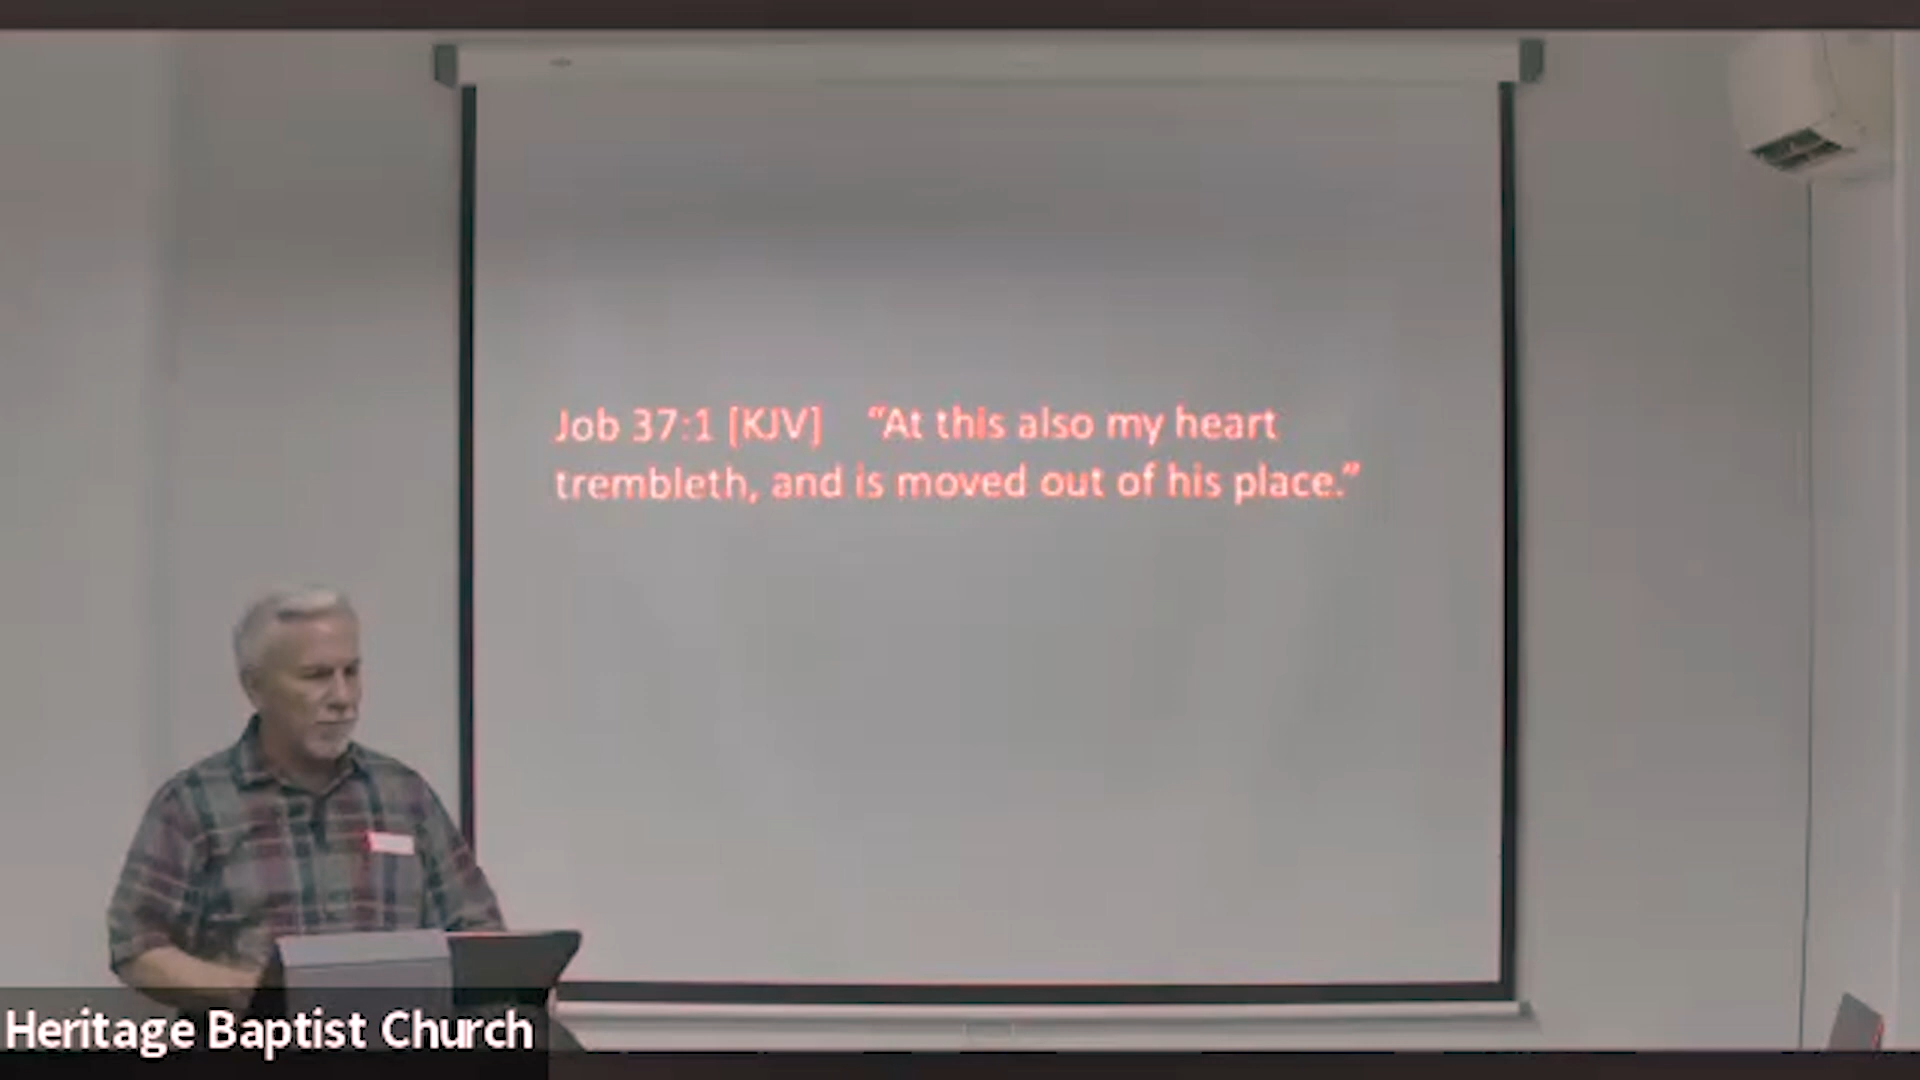 Job 37:1 [KJV] “At this also my heart
trembleth, and is moved out of his place.”
Heritage Baptist Church